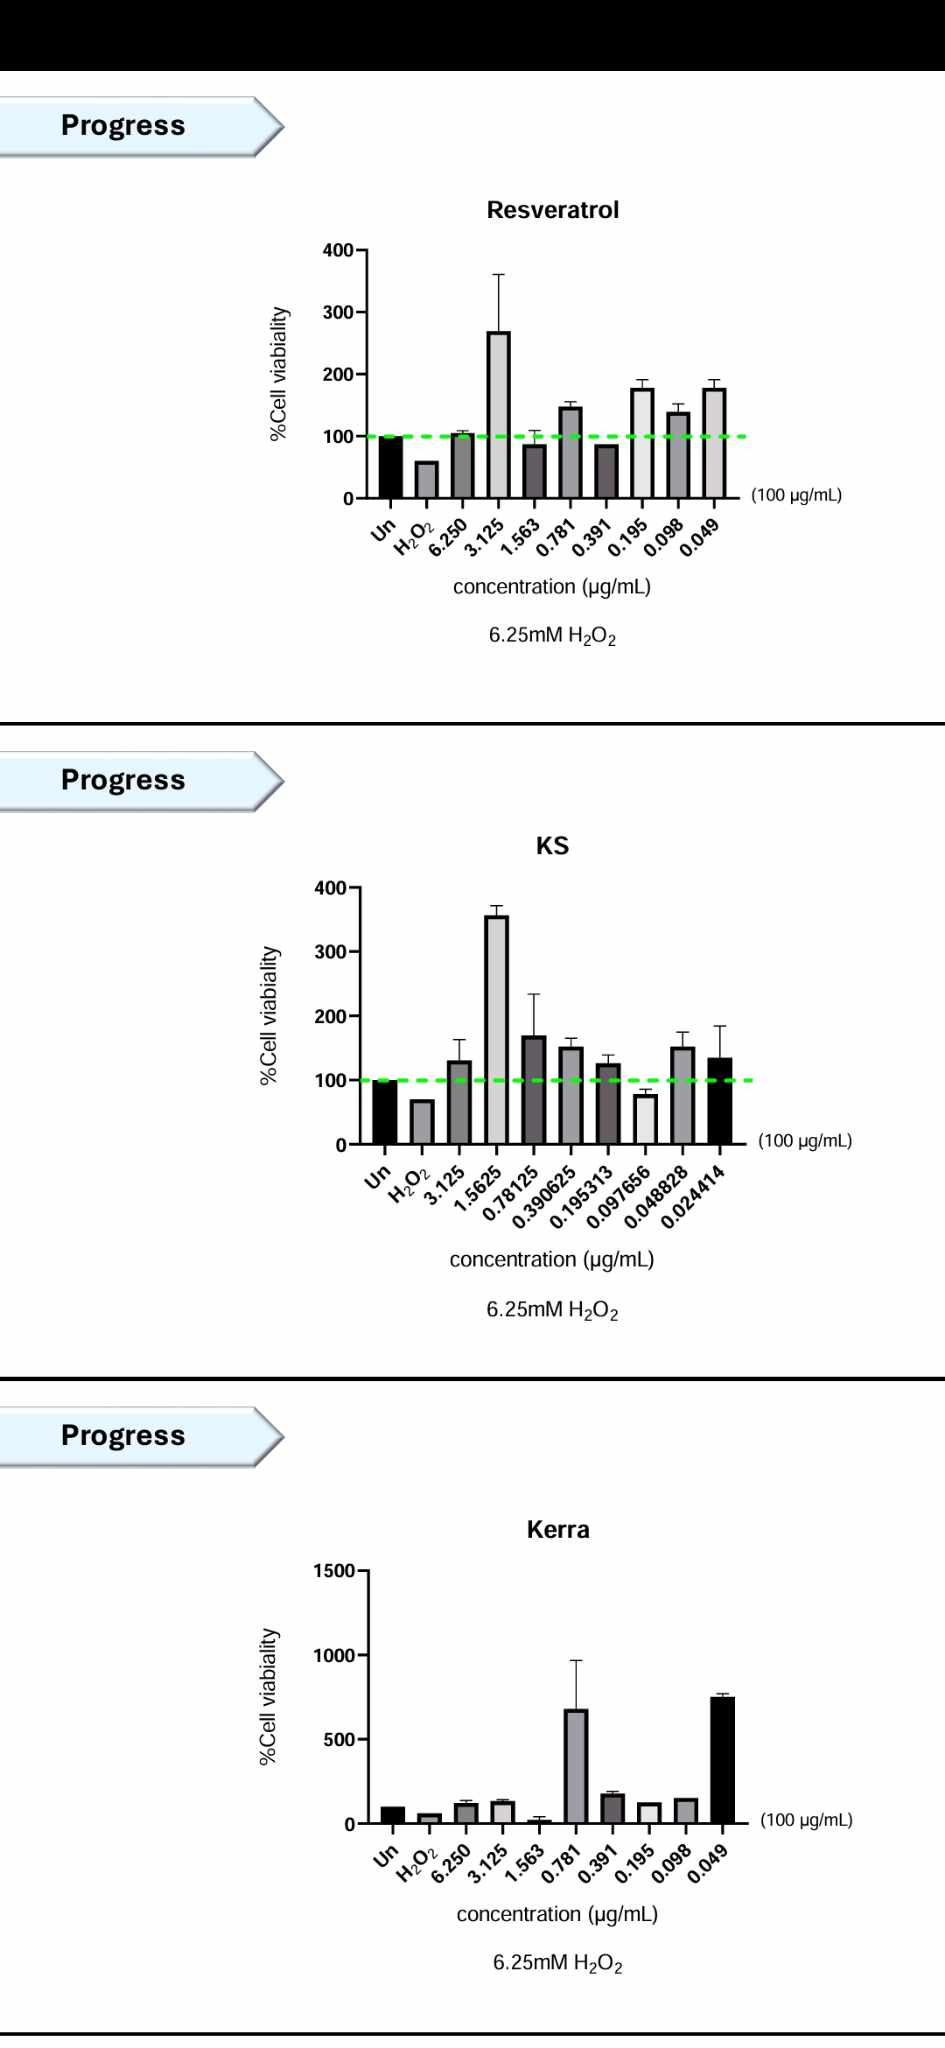 Progress
Resveratrol
%Cell viabiality
400
300
200
100
0
Un
H₂O₂
6.250
3.125
1.563
0.781
0.391
0.195
0.098
0.049
(100 µg/mL)
concentration (µg/mL)
6.25mM H₂O₂
Progress
KS
%Cell viabiality
400
300
200
100
0
Un
H₂O₂
3.125
1.5625
0.78125
0.390625
0.195313
0.097656
0.048828
0.024414
(100 µg/mL)
concentration (µg/mL)
6.25mM H₂O₂
Progress
Kerra
%Cell viabiality
1500
1000
500
0
Un
H₂O₂
6.250
3.125
1.563
0.781
0.391
0.195
0.098
0.049
(100 µg/mL)
concentration (µg/mL)
6.25mM H₂O₂